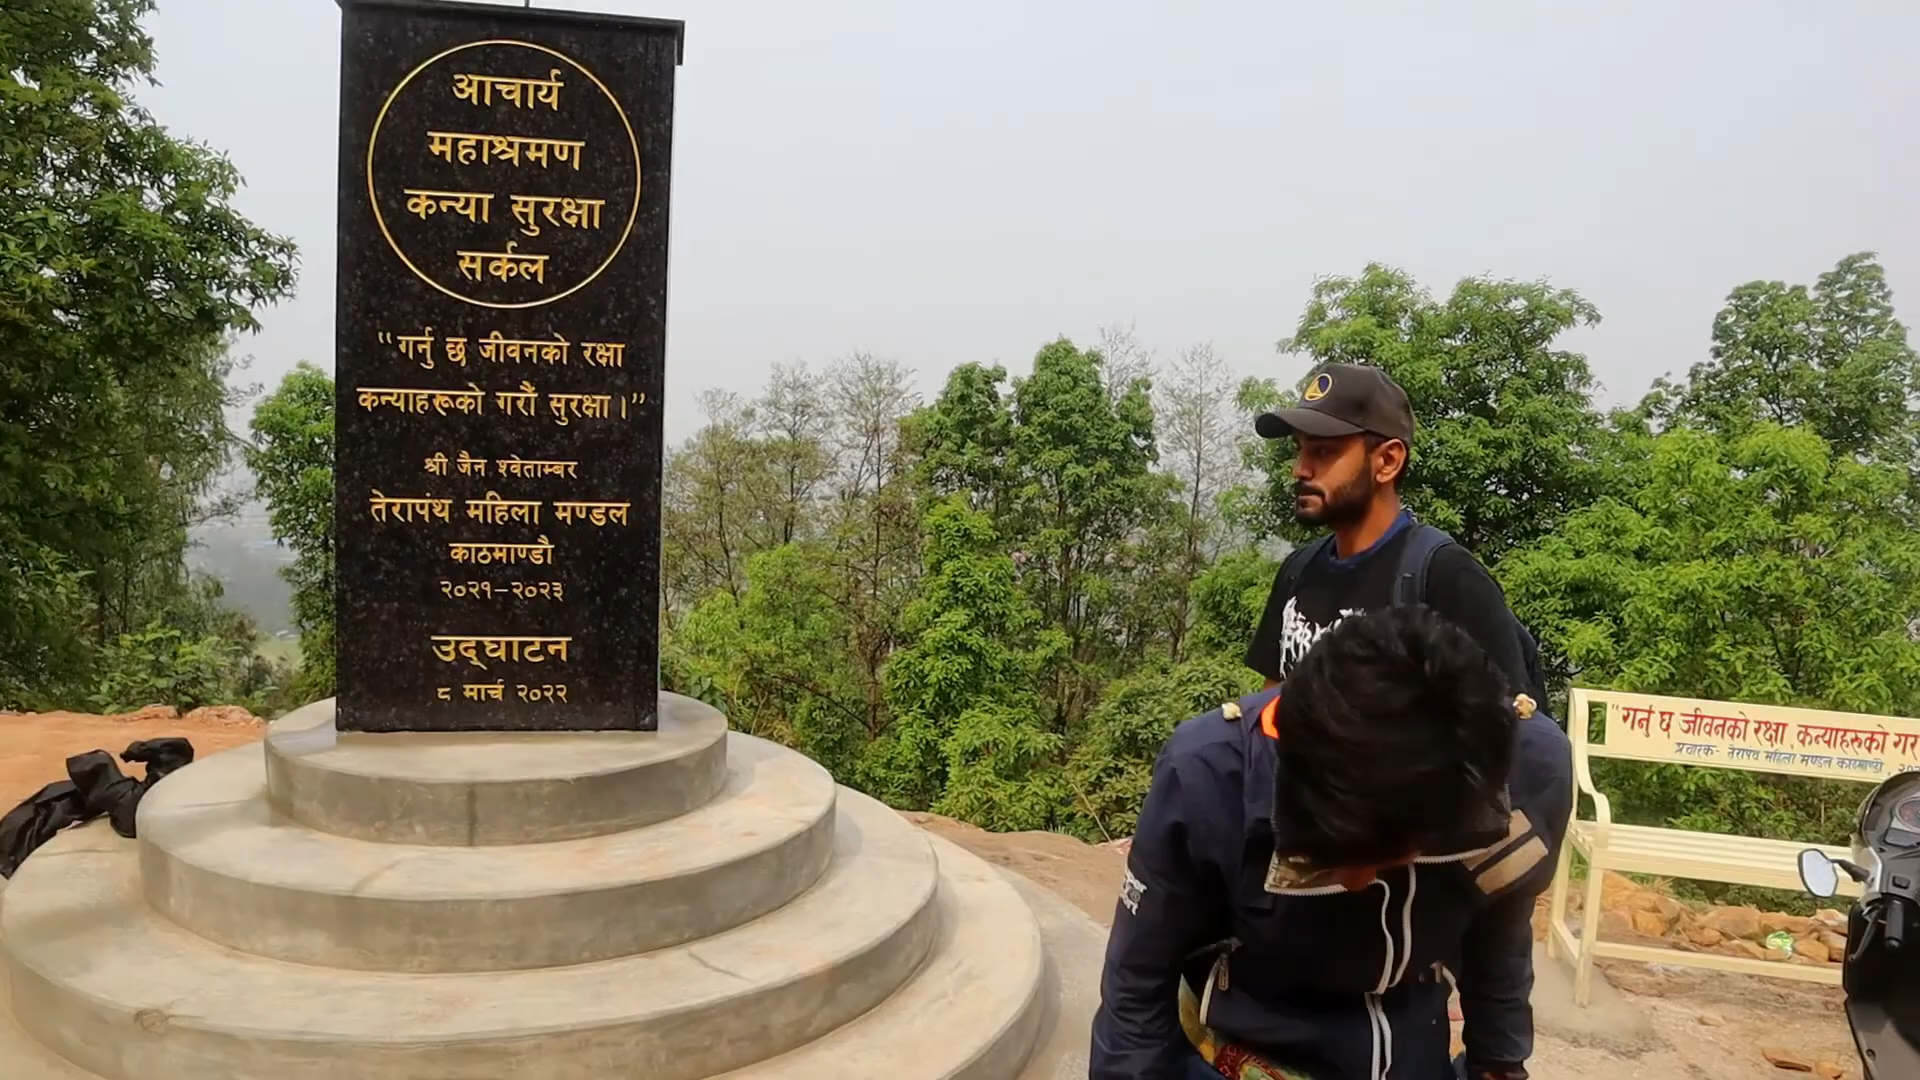 आचार्य
महाश्रमण
कन्या सुरक्षा
सर्कल
“गर्नु छ जीवनको रक्षा
कन्याहरूको गरौं सुरक्षा।”
श्री जैन श्वेताम्बर
तेरापंथ महिला मण्डल
काठमाण्डौ
२०२१–२०२३
उद्घाटन
८ मार्च २०२२
“गर्नु छ जीवनको रक्षा, कन्याहरुको गर
प्रचारक- तेरापंथ महिला मण्डल काठमाण्डौ,